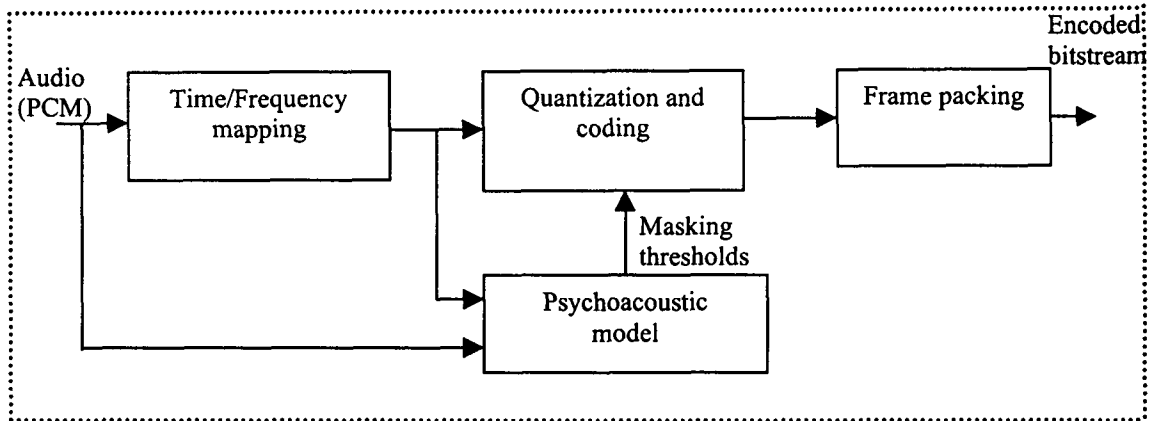 Audio
(PCM)
Time/Frequency
mapping
Quantization and
coding
Frame packing
Encoded
bitstream
Masking
thresholds
Psychoacoustic
model